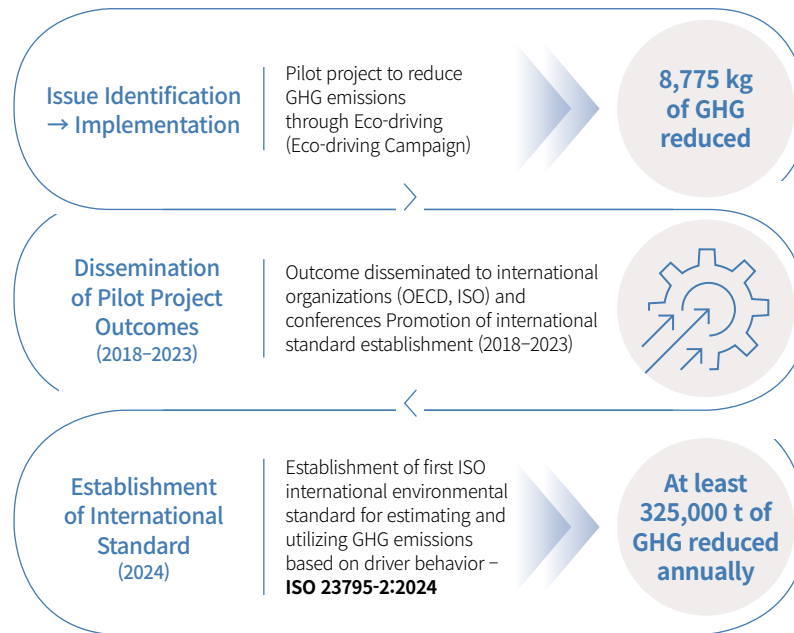 Issue Identification
→ Implementation
Pilot project to reduce
GHG emissions
through Eco-driving
(Eco-driving Campaign)
8,775 kg
of GHG
reduced
Dissemination
of Pilot Project
Outcomes
(2018–2023)
Outcome disseminated to international
organizations (OECD, ISO) and
conferences Promotion of international
standard establishment (2018–2023)
Establishment
of International
Standard
(2024)
Establishment of first ISO
international environmental
standard for estimating and
utilizing GHG emissions
based on driver behavior –
ISO 23795-2:2024
At least
325,000 t of
GHG reduced
annually